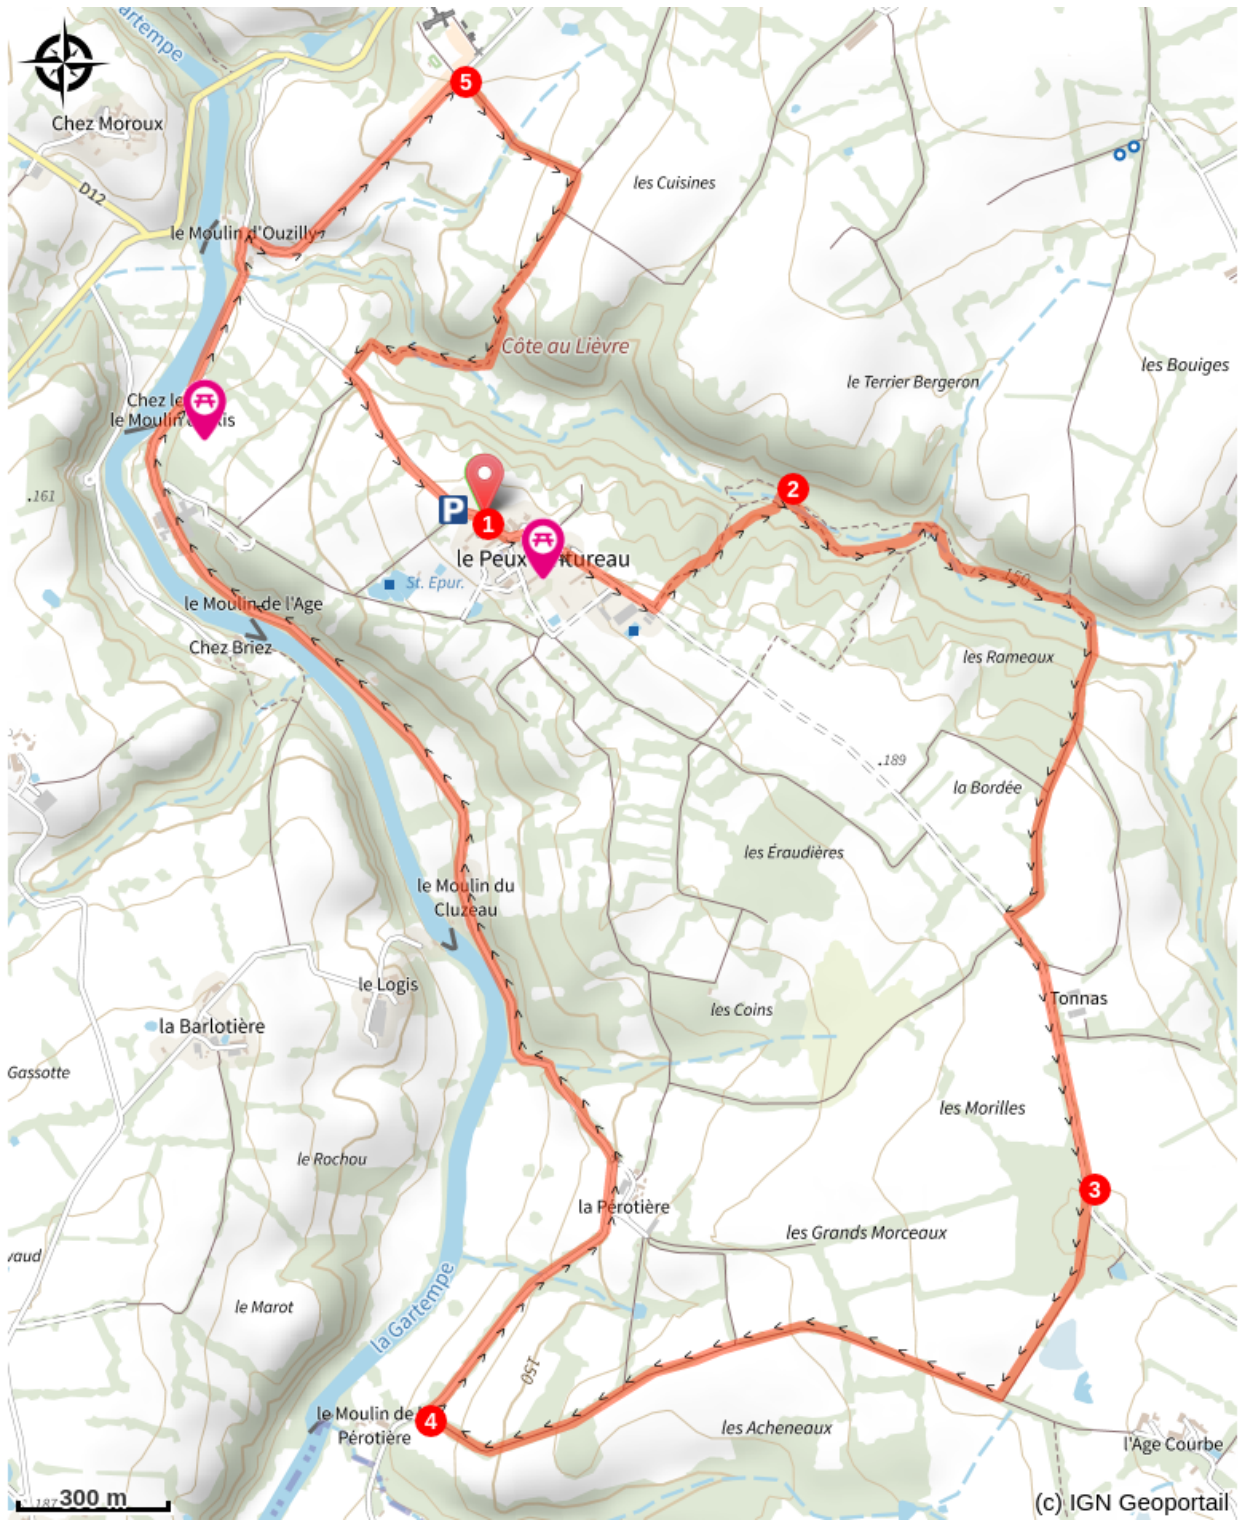 artempe
5
Chez Moroux
D12
les Cuisines
le Moulin d'Ouzilly
Côte au Lièvre
les Bouiges
le Terrier Bergeron
Chez le
le Moulin
is
.161
P
2
1
le Peux
tureau
St. Epur.
150
le Moulin de l'Age
Chez Briez
les Rameaux
.189
la Bordée
les Éraudières
le Moulin du
Cluzeau
le Logis
Tonnas
les Coins
la Barlotière
Gassotte
les Morilles
le Rochou
3
la Pérotière
les Grands Morceaux
vaud
le Marot
la Gartempe
150
le Moulin de
4
Pérotière
les Acheneaux
l'Age Courbe
187
300 m
(c) IGN Geoportail